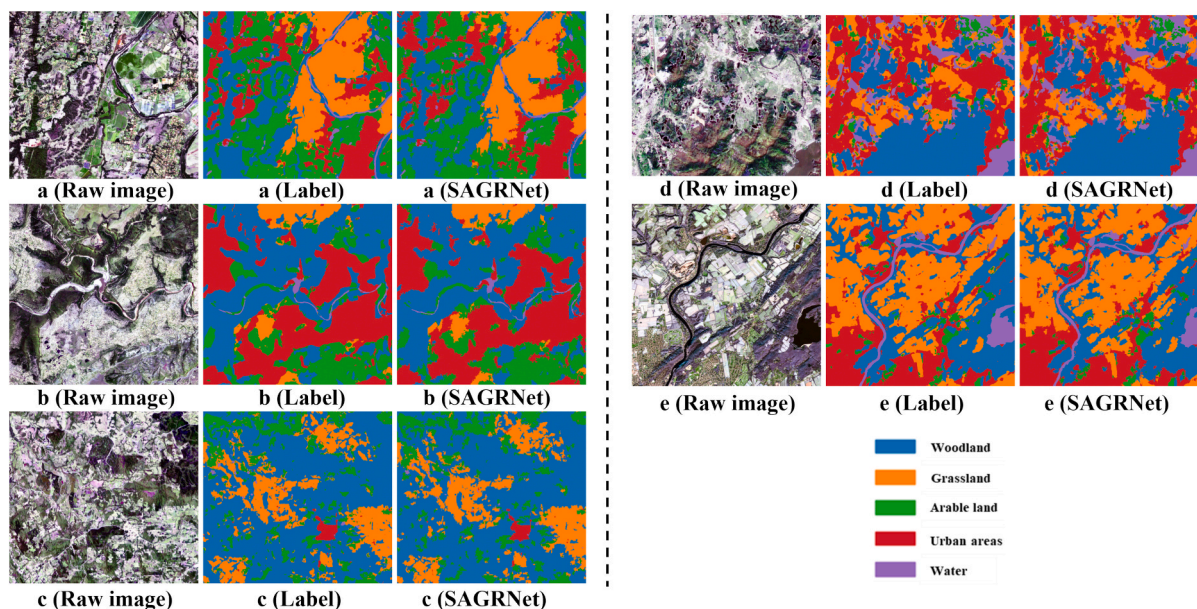 a (Raw image) a (Label) a (SAGRNet)
b (Raw image) b (Label) b (SAGRNet)
c (Raw image) c (Label) c (SAGRNet)
d (Raw image) d (Label) d (SAGRNet)
e (Raw image) e (Label) e (SAGRNet)
Woodland
Grassland
Arable land
Urban areas
Water